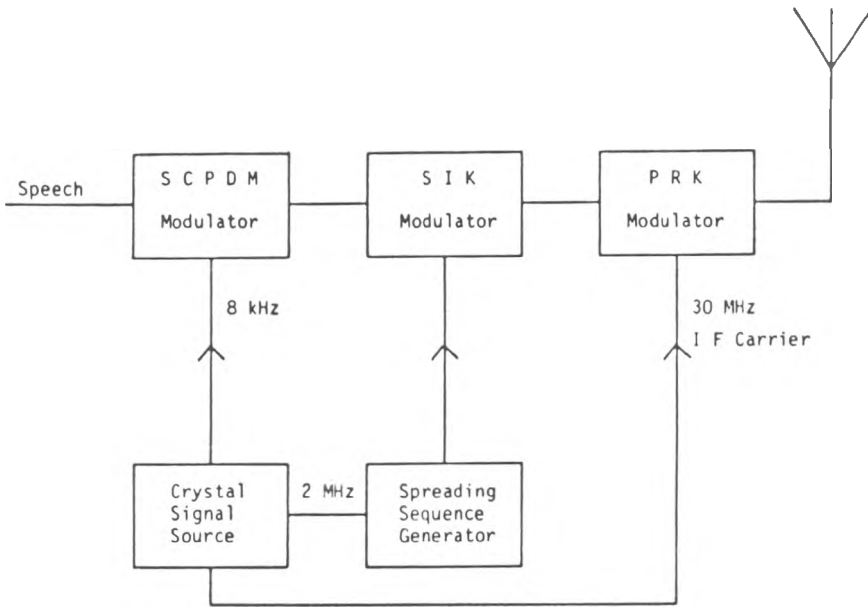 Speech
S C P D M
Modulator
S I K
Modulator
P R K
Modulator
8 kHz
30 MHz
I F Carrier
Crystal
Signal
Source
2 MHz
Spreading
Sequence
Generator